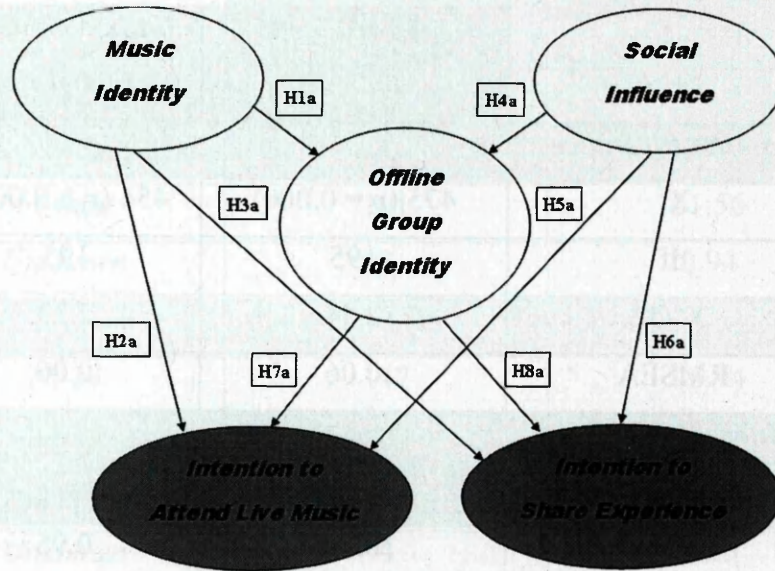 Music
Identity
Social
Influence
H1a
H4a
Offline
Group
Identity
H3a
H5a
H2a
H7a
H8a
H6a
Intention to
Attend Live Music
Intention to
Share Experience